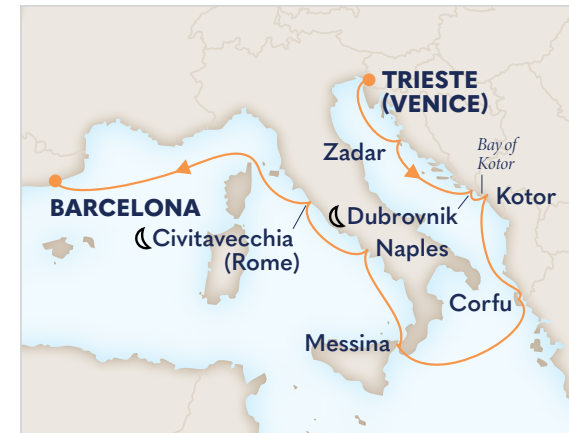 TRIESTE
(VENICE)
Zadar
Bay of
Kotor
Kotor
Dubrovnik
BARCELONA
Civitavecchia
(Rome)
Naples
Corfu
Messina